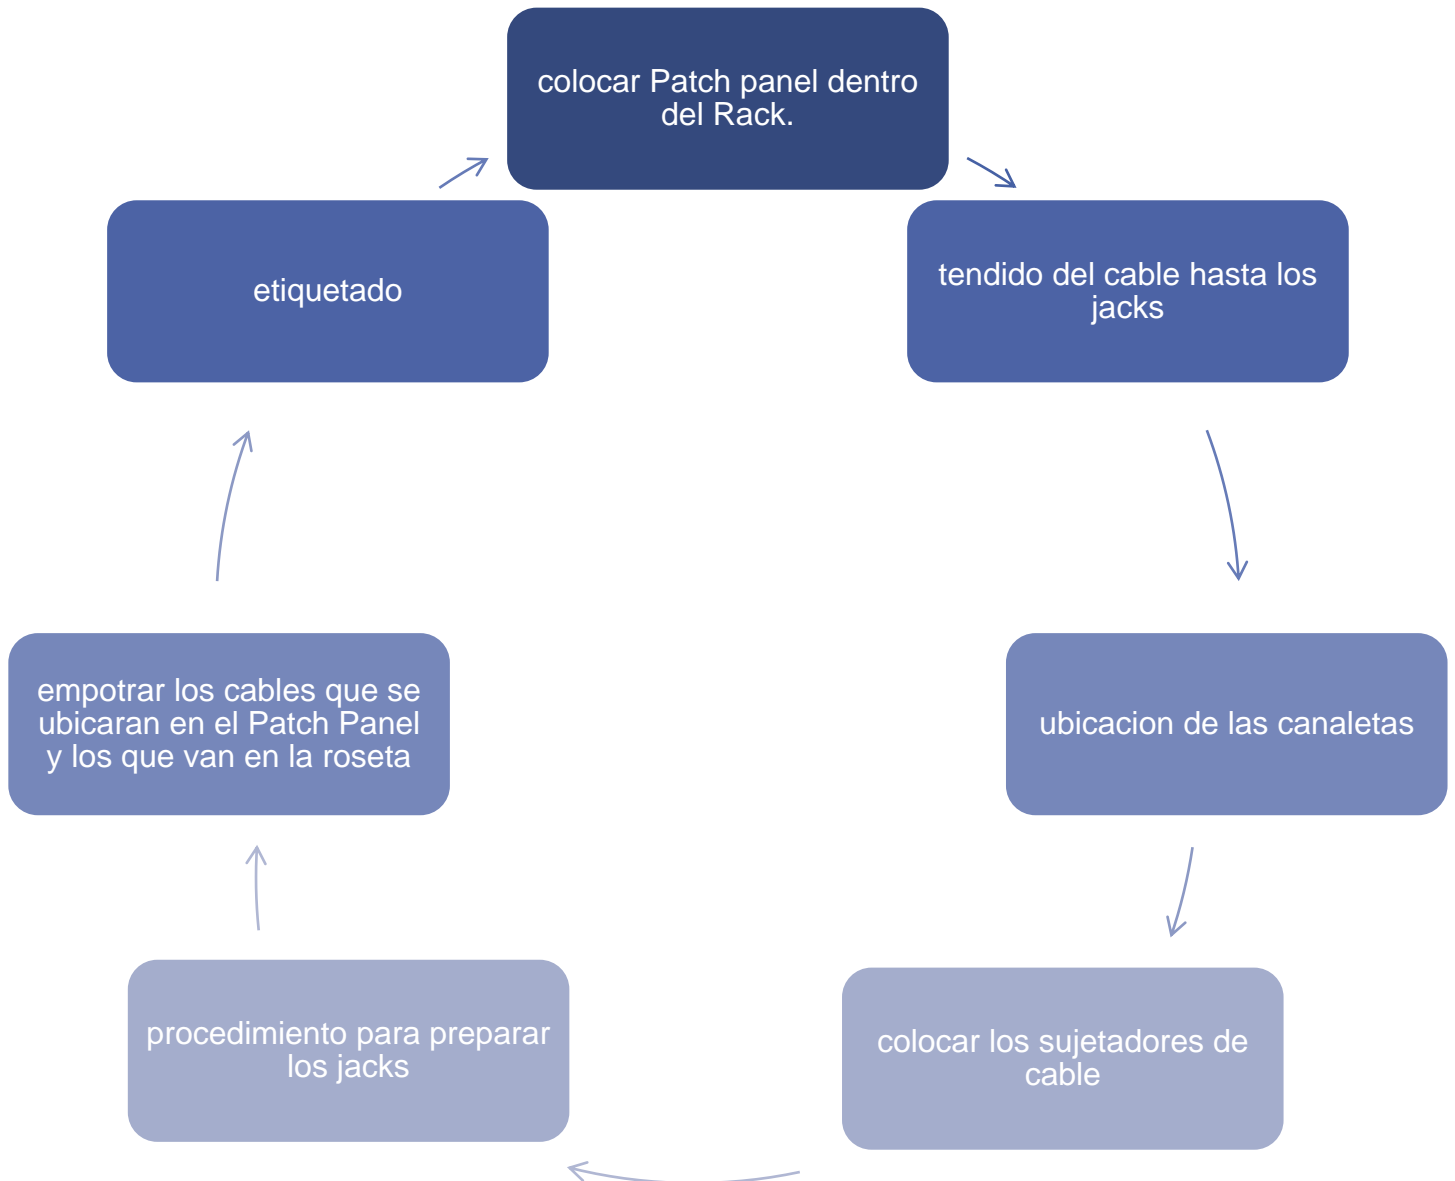 colocar Patch panel dentro
del Rack.
tendido del cable hasta los
jacks
ubicacion de las canaletas
colocar los sujetadores de
cable
procedimiento para preparar
los jacks
empotrar los cables que se
ubicaran en el Patch Panel
y los que van en la roseta
etiquetado